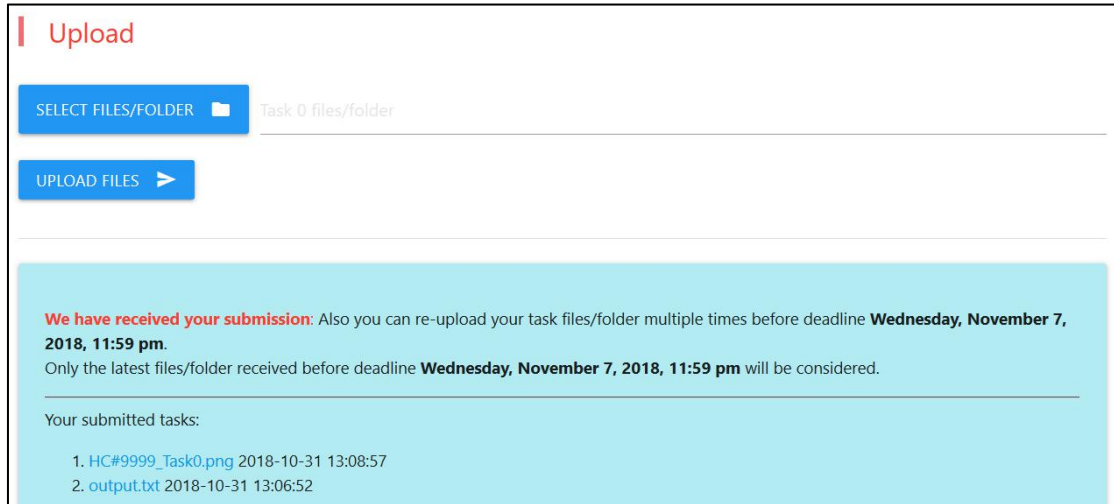 Upload
SELECT FILES/FOLDER
Task 0 files/folder
UPLOAD FILES
We have received your submission: Also you can re-upload your task files/folder multiple times before deadline Wednesday, November 7,
2018, 11:59 pm.
Only the latest files/folder received before deadline Wednesday, November 7, 2018, 11:59 pm will be considered.
Your submitted tasks:
1. HC#9999_Task0.png 2018-10-31 13:08:57
2. output.txt 2018-10-31 13:06:52